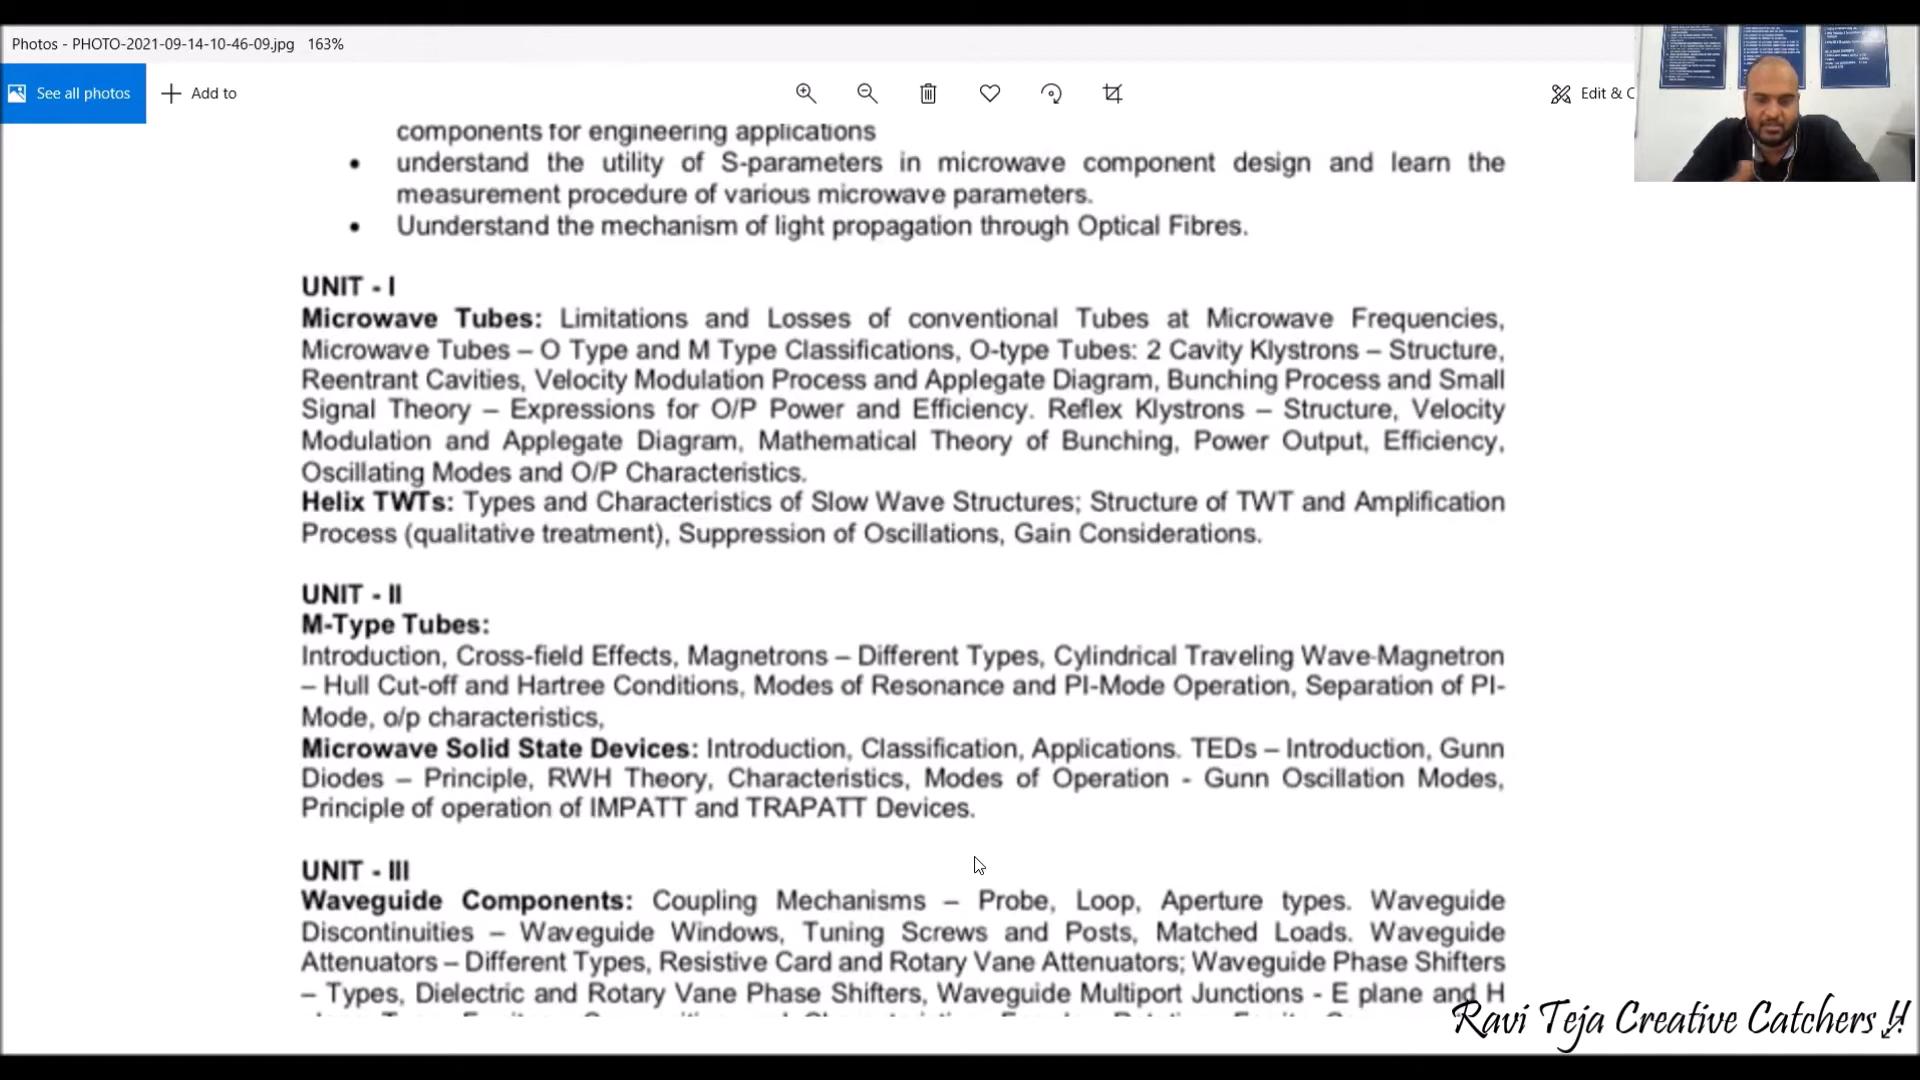 Photos - PHOTO-2021-09-14-10-46-09.jpg 163%
See all photos
Add to
Edit & C
components for engineering applications
• understand the utility of S-parameters in microwave component design and learn the
measurement procedure of various microwave parameters.
• Uunderstand the mechanism of light propagation through Optical Fibres.
UNIT - I
Microwave Tubes: Limitations and Losses of conventional Tubes at Microwave Frequencies,
Microwave Tubes – O Type and M Type Classifications, O-type Tubes: 2 Cavity Klystrons – Structure,
Reentrant Cavities, Velocity Modulation Process and Applegate Diagram, Bunching Process and Small
Signal Theory – Expressions for O/P Power and Efficiency. Reflex Klystrons – Structure, Velocity
Modulation and Applegate Diagram, Mathematical Theory of Bunching, Power Output, Efficiency,
Oscillating Modes and O/P Characteristics.
Helix TWTs: Types and Characteristics of Slow Wave Structures; Structure of TWT and Amplification
Process (qualitative treatment), Suppression of Oscillations, Gain Considerations.
UNIT - II
M-Type Tubes:
Introduction, Cross-field Effects, Magnetrons – Different Types, Cylindrical Traveling Wave-Magnetron
– Hull Cut-off and Hartree Conditions, Modes of Resonance and PI-Mode Operation, Separation of PI-
Mode, o/p characteristics,
Microwave Solid State Devices: Introduction, Classification, Applications. TEDs – Introduction, Gunn
Diodes – Principle, RWH Theory, Characteristics, Modes of Operation - Gunn Oscillation Modes,
Principle of operation of IMPATT and TRAPATT Devices.
UNIT - III
Waveguide Components: Coupling Mechanisms – Probe, Loop, Aperture types. Waveguide
Discontinuities – Waveguide Windows, Tuning Screws and Posts, Matched Loads. Waveguide
Attenuators – Different Types, Resistive Card and Rotary Vane Attenuators; Waveguide Phase Shifters
– Types, Dielectric and Rotary Vane Phase Shifters, Waveguide Multiport Junctions - E plane and H
Ravi Teja Creative Catchers !!